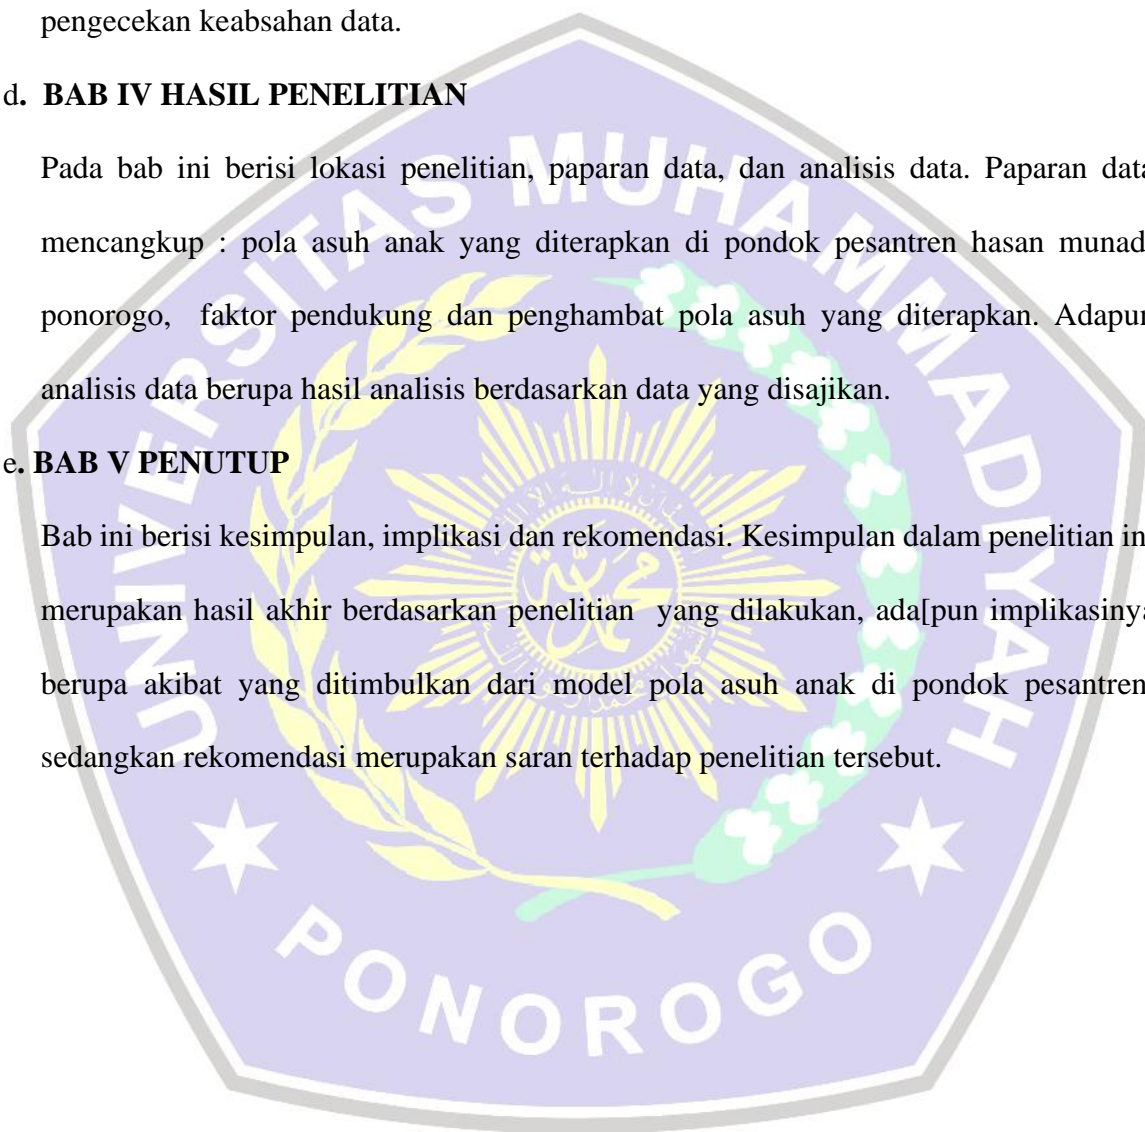 pengecekan keabsahan data.
d. BAB IV HASIL PENELITIAN
Pada bab ini berisi lokasi penelitian, paparan data, dan analisis data. Paparan data
mencangkup : pola asuh anak yang diterapkan di pondok pesantren hasan munad
ponorogo, faktor pendukung dan penghambat pola asuh yang diterapkan. Adapun
analisis data berupa hasil analisis berdasarkan data yang disajikan.
e. BAB V PENUTUP
Bab ini berisi kesimpulan, implikasi dan rekomendasi. Kesimpulan dalam penelitian in
merupakan hasil akhir berdasarkan penelitian yang dilakukan, ada[pun implikasinya
berupa akibat yang ditimbulkan dari model pola asuh anak di pondok pesantren
sedangkan rekomendasi merupakan saran terhadap penelitian tersebut.
UNIVERSITAS MUHAMMADIYAH
PONOROGO
محمدية